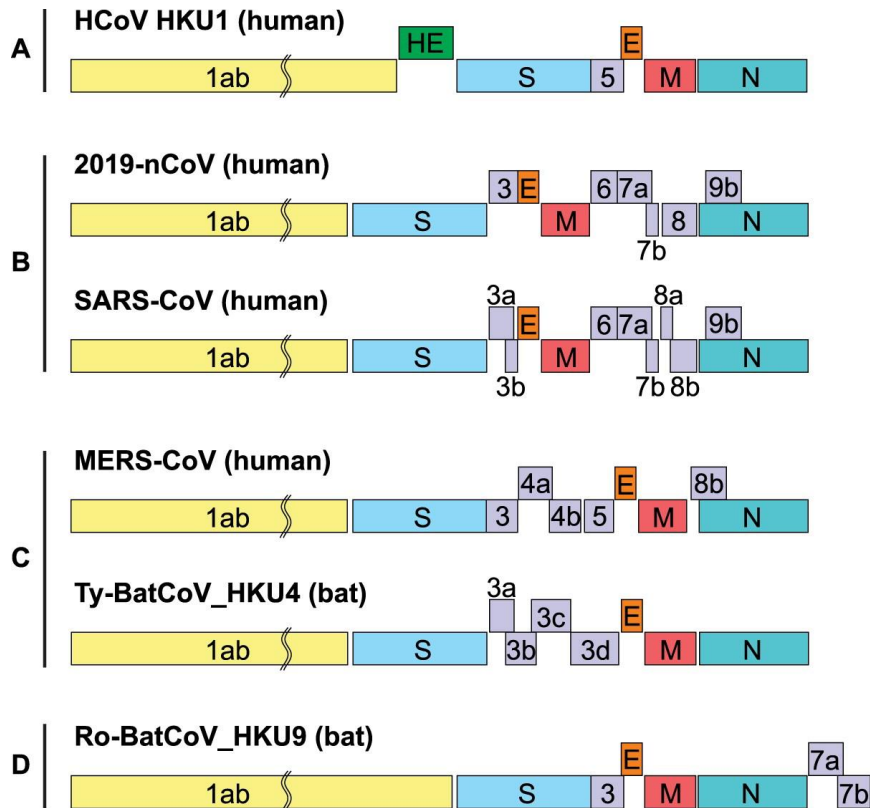 A
HCoV HKU1 (human)
HE E
1ab S 5 M N
B
2019-nCoV (human)
3 E 6 7a 9b
1ab S M 8 N
7b
SARS-CoV (human)
3a 8a
E 6 7a 9b
1ab S M N
3b 7b 8b
C
MERS-CoV (human)
4a E 8b
1ab S 3 4b 5 M N
Ty-BatCoV_HKU4 (bat)
3a
3c E
1ab S 3b 3d M N
D
Ro-BatCoV_HKU9 (bat)
E 7a
1ab S 3 M N 7b